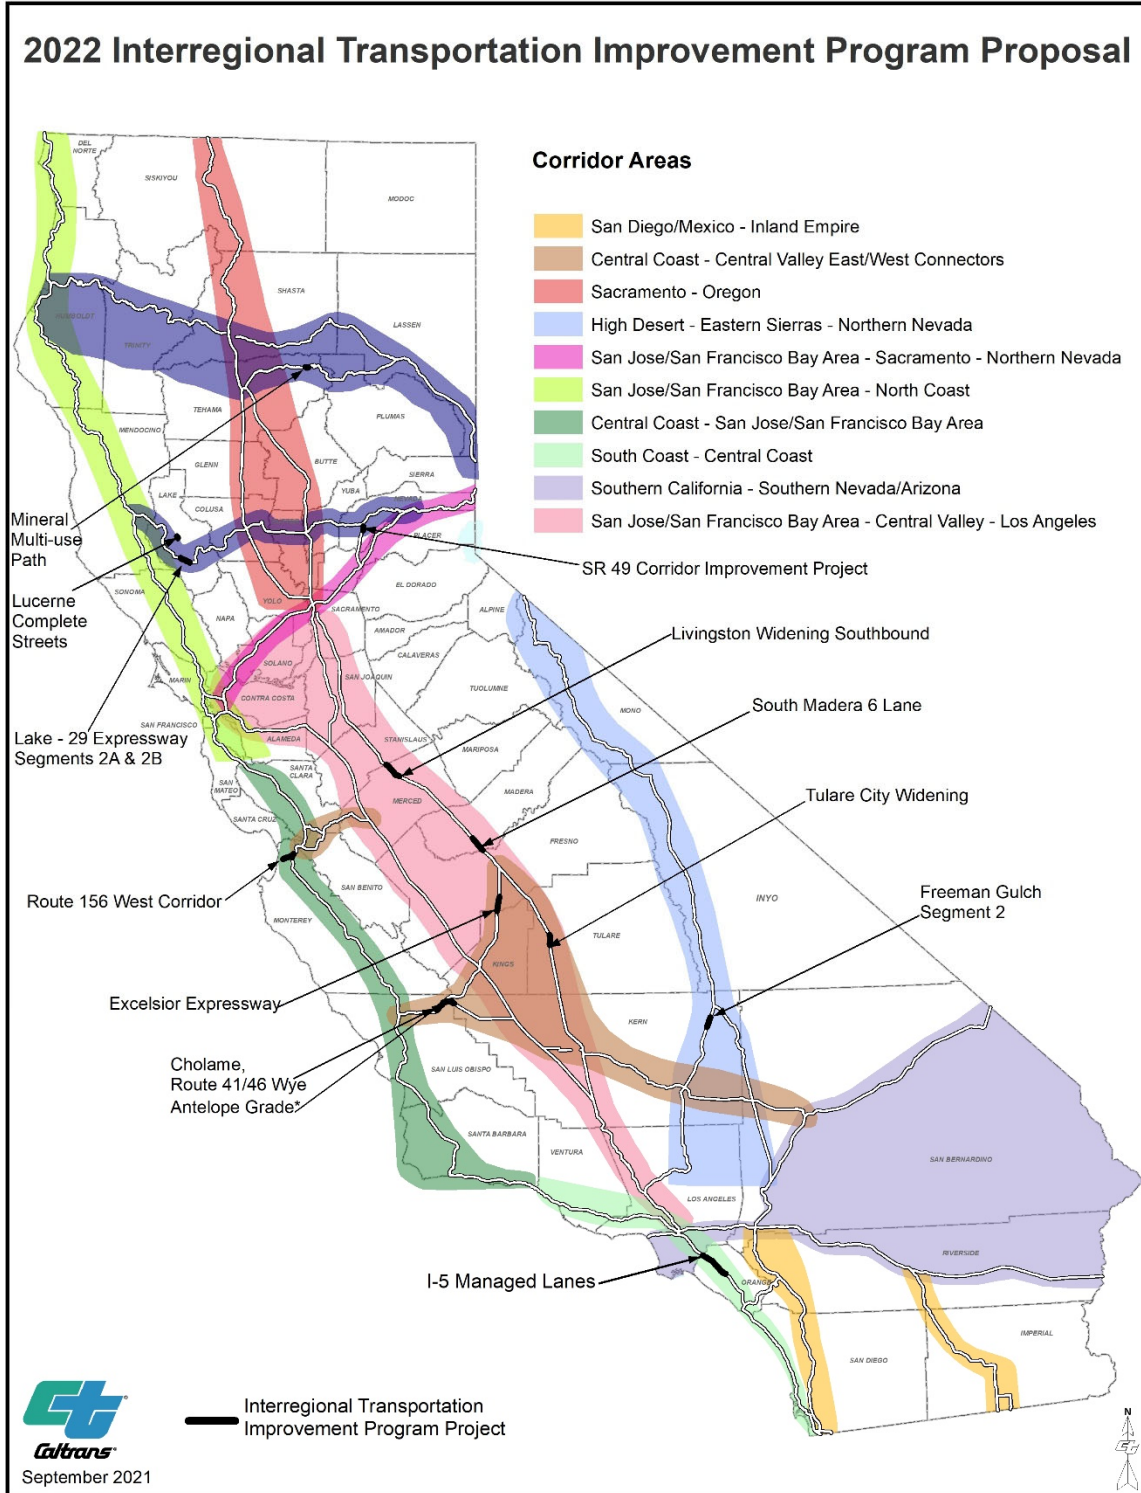 2022 Interregional Transportation Improvement Program Proposal
Corridor Areas
San Diego/Mexico - Inland Empire
Central Coast - Central Valley East/West Connectors
Sacramento - Oregon
High Desert - Eastern Sierras - Northern Nevada
San Jose/San Francisco Bay Area - Sacramento - Northern Nevada
San Jose/San Francisco Bay Area - North Coast
Central Coast - San Jose/San Francisco Bay Area
South Coast - Central Coast
Southern California - Southern Nevada/Arizona
San Jose/San Francisco Bay Area - Central Valley - Los Angeles
DEL
NORTE
SISKIYOU
MODOC
SHASTA
LASSEN
HUMBOLDT
TRINITY
TEHAMA
PLUMAS
MENDOCINO
GLENN
BUTTE
SIERRA
LAKE
COLUSA
YUBA
NEVADA
PLACER
Mineral
Multi-use
Path
SR 49 Corridor Improvement Project
Lucerne
Complete
Streets
SONOMA
NAPA
YOLO
SACRAMENTO
EL DORADO
ALPINE
AMADOR
CALAVERAS
Livingston Widening Southbound
SOLANO
MARIN
CONTRA COSTA
SAN JOAQUIN
TUOLUMNE
MONO
South Madera 6 Lane
SAN FRANCISCO
ALAMEDA
STANISLAUS
MARIPOSA
Lake - 29 Expressway
Segments 2A & 2B
SANTA
CLARA
SAN
MATEO
MERCED
MADERA
Tulare City Widening
SANTA CRUZ
FRESNO
SAN BENITO
Route 156 West Corridor
MONTEREY
INYO
Freeman Gulch
Segment 2
TULARE
KINGS
Excelsior Expressway
KERN
Cholame,
Route 41/46 Wye
Antelope Grade*
SAN LUIS OBISPO
SANTA BARBARA
VENTURA
SAN BERNARDINO
LOS ANGELES
RIVERSIDE
ORANGE
I-5 Managed Lanes
SAN DIEGO
IMPERIAL
Caltrans
September 2021
Interregional Transportation
Improvement Program Project
N